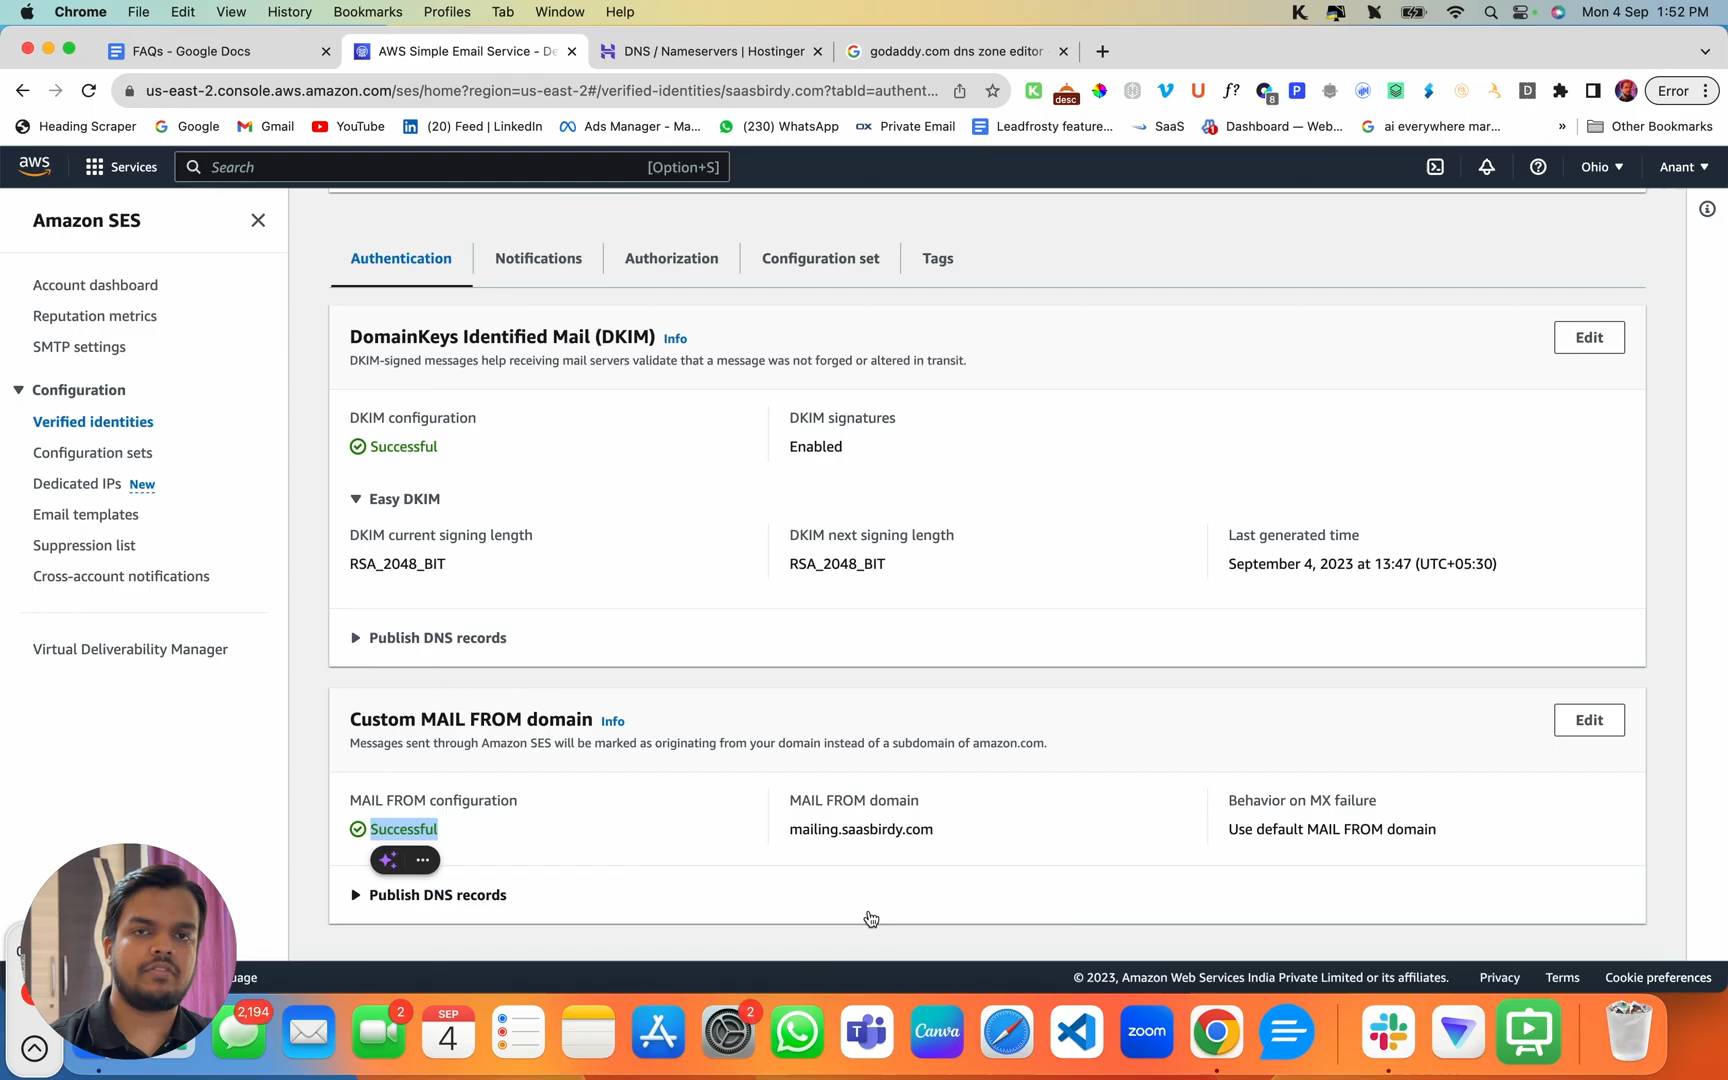 Chrome File Edit View History Bookmarks Profiles Tab Window Help Mon 4 Sep 1:52 PM
FAQs - Google Docs AWS Simple Email Service - De DNS / Nameservers | Hostinger godaddy.com dns zone editor
us-east-2.console.aws.amazon.com/ses/home?region=us-east-2#/verified-identities/saasbirdy.com?tabId=authent... desc f? 8 Error
Heading Scraper Google Gmail YouTube (20) Feed | LinkedIn Ads Manager - Ma... (230) WhatsApp OX Private Email Leadfrosty feature... SaaS Dashboard — Web... ai everywhere mar... » Other Bookmarks
aws Services Search [Option+S] Ohio Anant
Amazon SES
Account dashboard
Reputation metrics
SMTP settings
Configuration
Verified identities
Configuration sets
Dedicated IPs New
Email templates
Suppression list
Cross-account notifications
Virtual Deliverability Manager
Authentication Notifications Authorization Configuration set Tags
DomainKeys Identified Mail (DKIM) Info Edit
DKIM-signed messages help receiving mail servers validate that a message was not forged or altered in transit.
DKIM configuration DKIM signatures
Successful Enabled
Easy DKIM
DKIM current signing length DKIM next signing length Last generated time
RSA_2048_BIT RSA_2048_BIT September 4, 2023 at 13:47 (UTC+05:30)
Publish DNS records
Custom MAIL FROM domain Info Edit
Messages sent through Amazon SES will be marked as originating from your domain instead of a subdomain of amazon.com.
MAIL FROM configuration MAIL FROM domain Behavior on MX failure
Successful mailing.saasbirdy.com Use default MAIL FROM domain
Publish DNS records
uage © 2023, Amazon Web Services India Private Limited or its affiliates. Privacy Terms Cookie preferences
2,194 2 SEP 4 2 Canva zoom